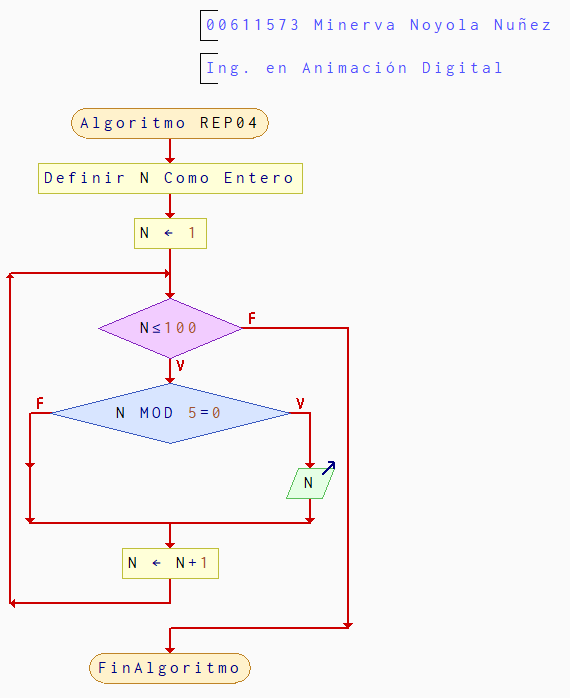 00611573 Minerva Noyola Nuñez
Ing. en Animación Digital
Algoritmo REP04
Definir N Como Entero
N ← 1
N≤100
F
V
N MOD 5=0
F
V
N
N ← N+1
FinAlgoritmo